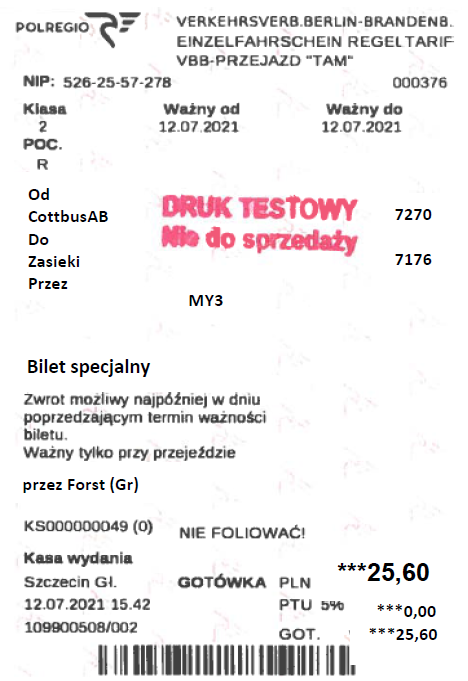 POLREGIO
VERKEHRSVERB.BERLIN-BRANDENB.
EINZELFAHRSCHEIN REGELTARIF
VBB-PRZEJAZD "TAM"
NIP: 526-25-57-278 000376
Klasa Ważny od Ważny do
2 12.07.2021 12.07.2021
POC.
R
Od
CottbusAB 7270
DRUK TESTOWY
Do
Nie do sprzedaży
Zasieki 7176
Przez
MY3
Bilet specjalny
Zwrot możliwy najpóźniej w dniu
poprzedzającym termin ważności
biletu.
Ważny tylko przy przejeździe
przez Forst (Gr)
KS000000049 (0) NIE FOLIOWAĆ!
Kasa wydania
Szczecin Gł. GOTÓWKA PLN ***25,60
12.07.2021 15.42 PTU 5% ***0,00
109900508/002 GOT. ***25,60